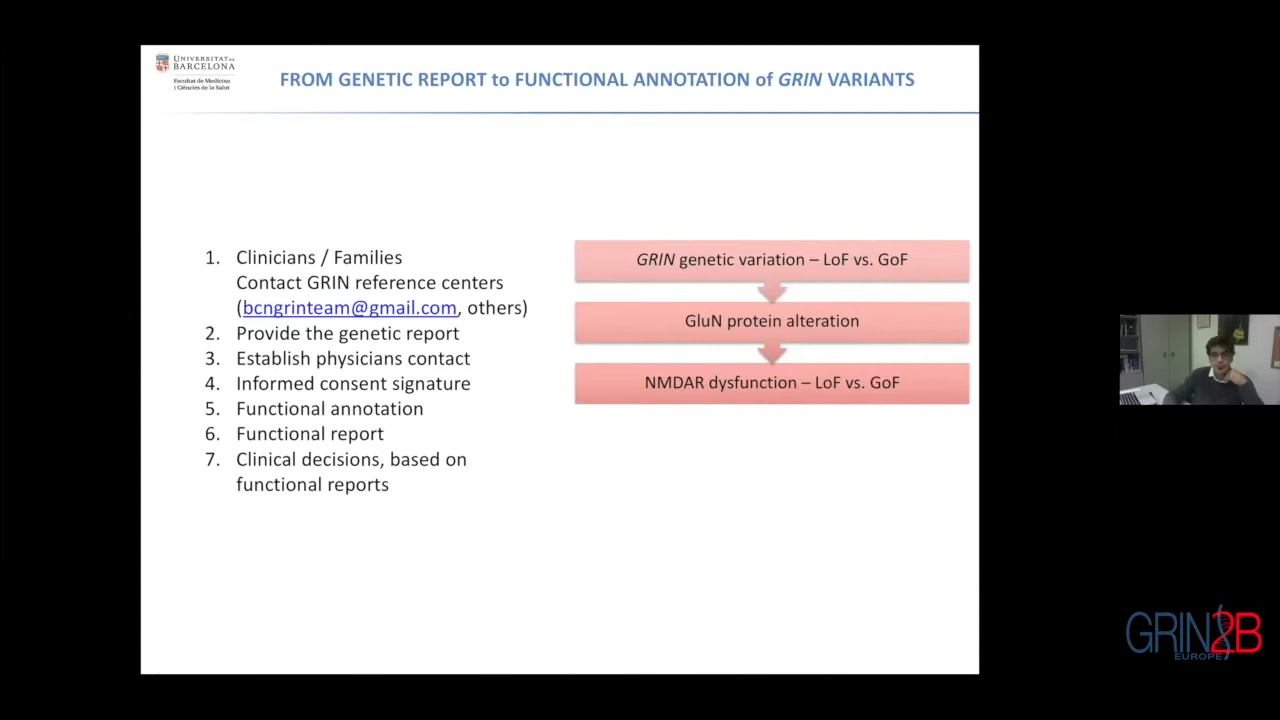 UNIVERSITAT DE
BARCELONA
Facultat de Medicina
i Ciències de la Salut
FROM GENETIC REPORT to FUNCTIONAL ANNOTATION of GRIN VARIANTS
1. Clinicians / Families
Contact GRIN reference centers
(bcngrinteam@gmail.com, others)
2. Provide the genetic report
3. Establish physicians contact
4. Informed consent signature
5. Functional annotation
6. Functional report
7. Clinical decisions, based on
functional reports
GRIN genetic variation – LoF vs. GoF
GluN protein alteration
NMDAR dysfunction – LoF vs. GoF
GRIN2B
EUROPE